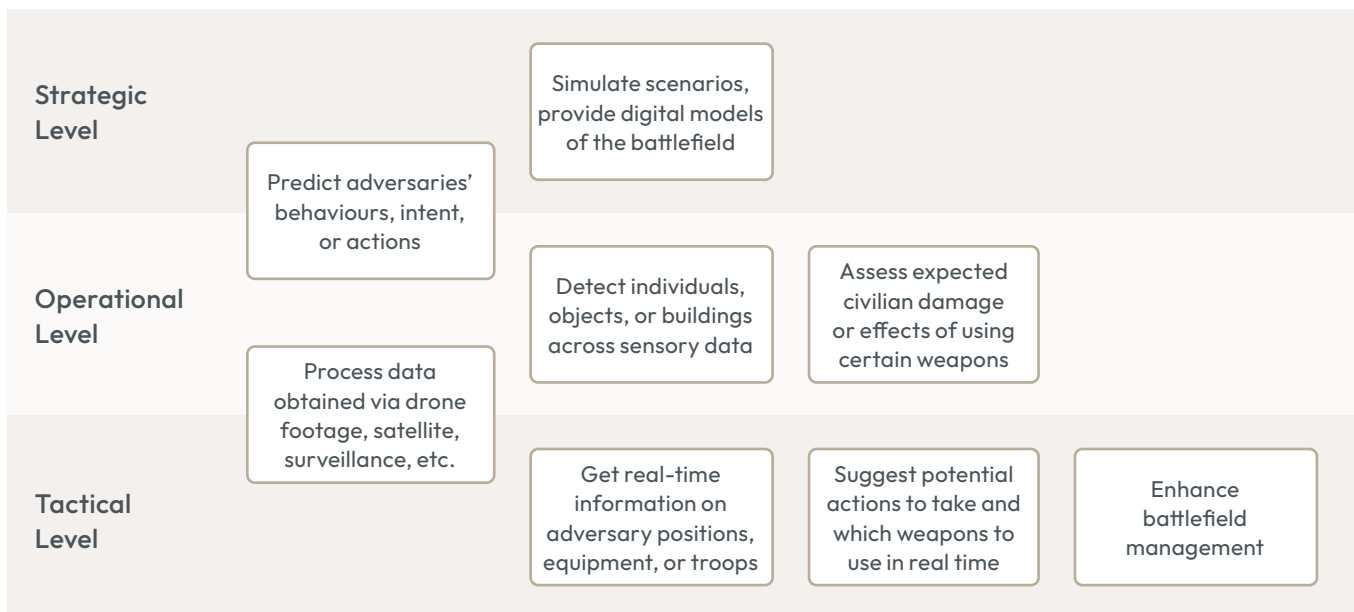 Strategic
Level
Simulate scenarios,
provide digital models
of the battlefield
Predict adversaries’
behaviours, intent,
or actions
Operational
Level
Detect individuals,
objects, or buildings
across sensory data
Assess expected
civilian damage
or effects of using
certain weapons
Process data
obtained via drone
footage, satellite,
surveillance, etc.
Tactical
Level
Get real-time
information on
adversary positions,
equipment, or troops
Suggest potential
actions to take and
which weapons to
use in real time
Enhance
battlefield
management